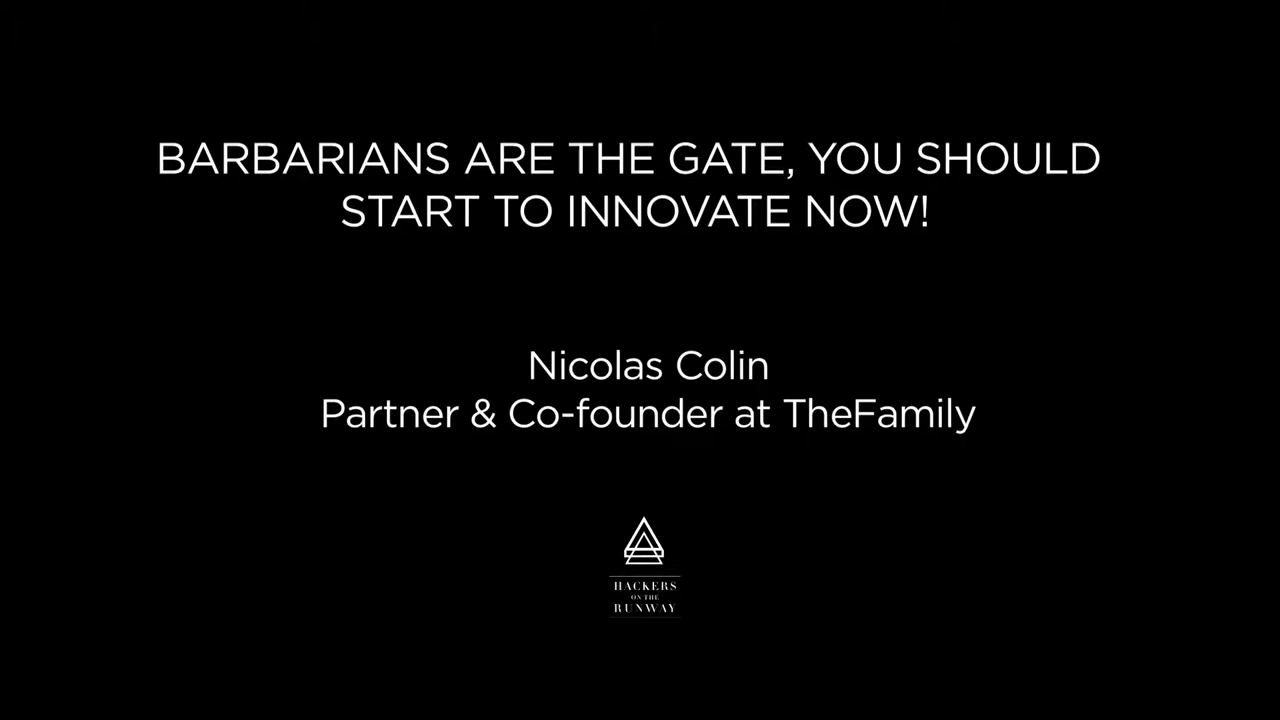 BARBARIANS ARE THE GATE, YOU SHOULD
START TO INNOVATE NOW!
Nicolas Colin
Partner & Co-founder at TheFamily
HACKERS
ON THE
RUNWAY